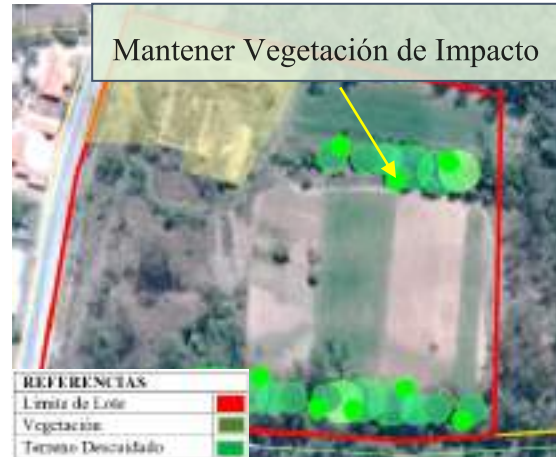 Mantener Vegetación de Impacto
REFERENCIAS
Límite de Lote
Vegetación
Terreno Descuidado